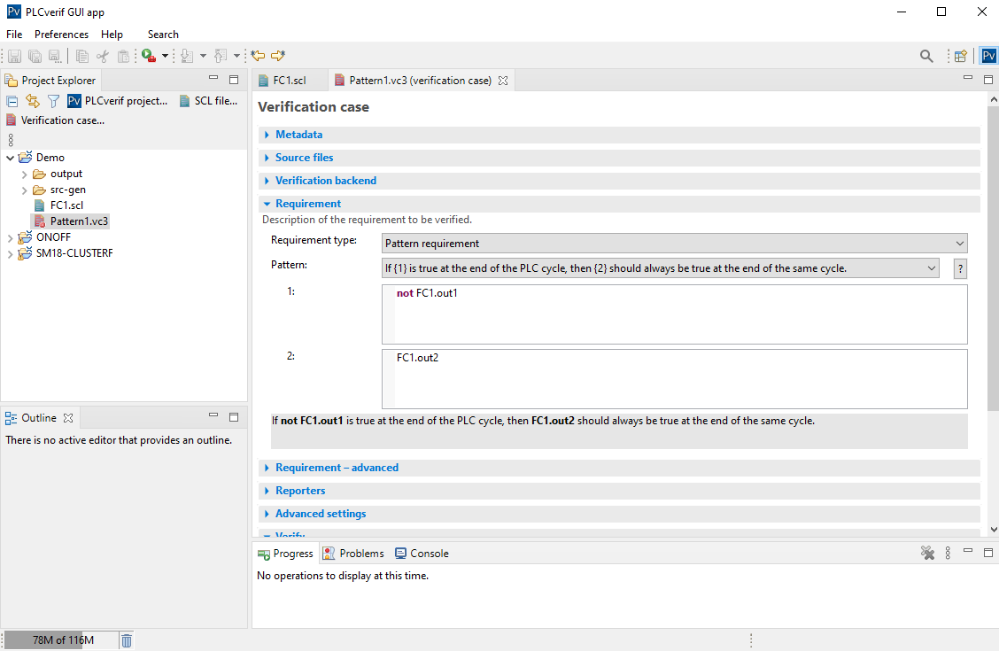 Pv PLCverif GUI app
File Preferences Help Search
Pv
Project Explorer
PV PLCverif project... SCL file...
Verification case...
Demo
output
src-gen
FC1.scl
Pattern1.vc3
ONOFF
SM18-CLUSTERF
Outline
There is no active editor that provides an outline.
FC1.scl Pattern1.vc3 (verification case)
Verification case
Metadata
Source files
Verification backend
Requirement
Description of the requirement to be verified.
Requirement type: Pattern requirement
Pattern: If {1} is true at the end of the PLC cycle, then {2} should always be true at the end of the same cycle. ?
1: not FC1.out1
2: FC1.out2
If not FC1.out1 is true at the end of the PLC cycle, then FC1.out2 should always be true at the end of the same cycle.
Requirement – advanced
Reporters
Advanced settings
Verify
Progress Problems Console
No operations to display at this time.
78M of 116M